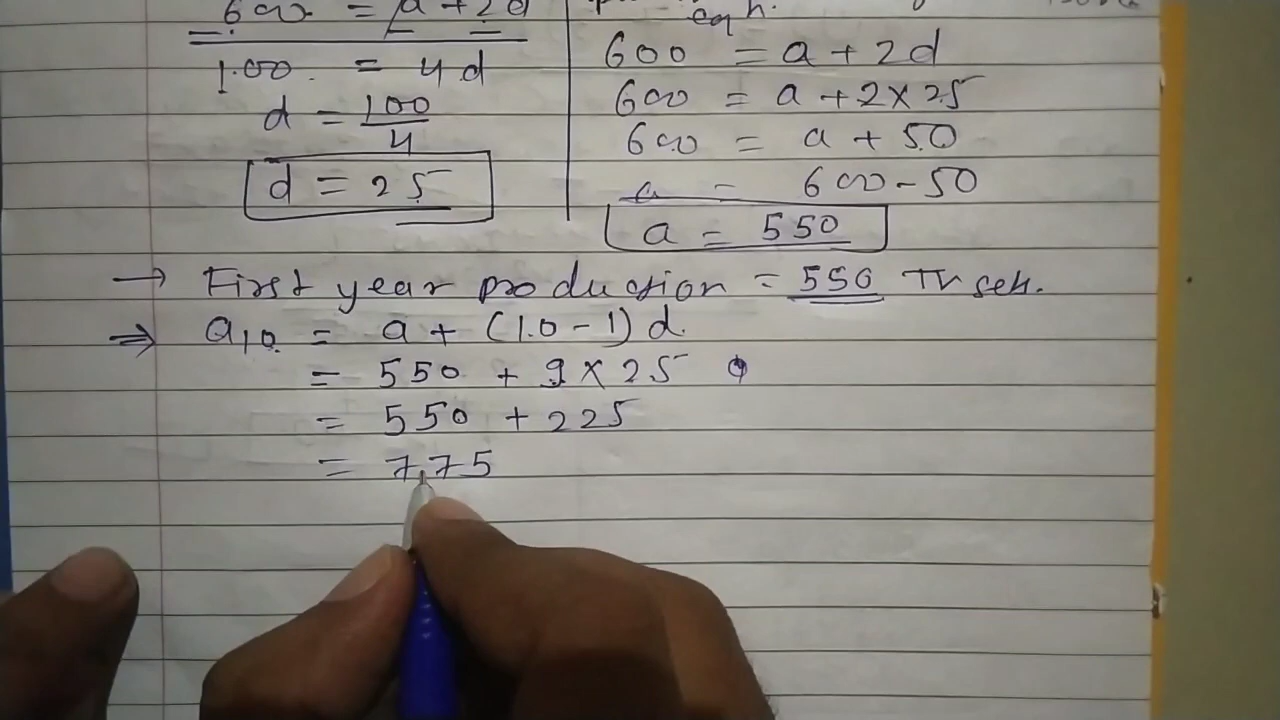 600 = a + 2d
100 = 4d
d = 100/4
d = 25
eqn.
600 = a + 2d
600 = a + 2 × 25
600 = a + 50
a = 600 - 50
a = 550
→ First year production = 550 TV sets.
⇒ a10 = a + (10 - 1) d.
= 550 + 9 × 25
= 550 + 225
= 775